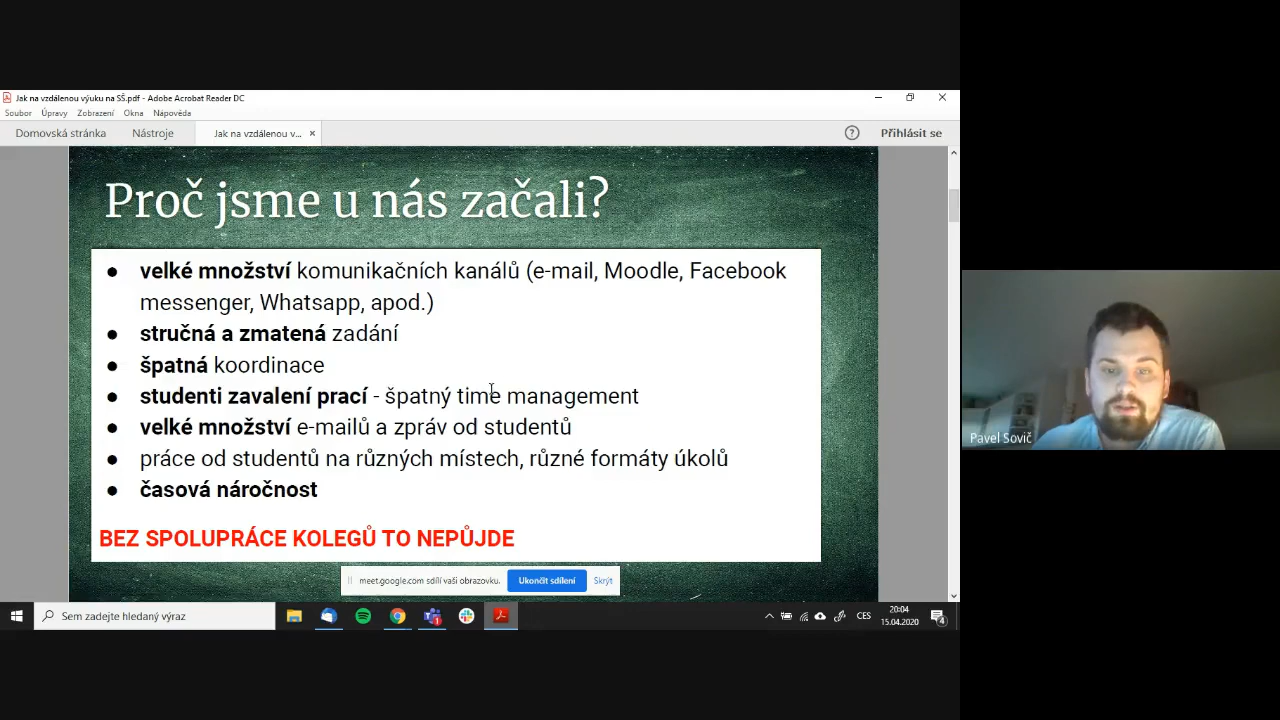 Jak na vzdálenou výuku na SŠ.pdf - Adobe Acrobat Reader DC
Soubor Úpravy Zobrazení Okna Nápověda
Domovská stránka Nástroje Jak na vzdálenou v... Přihlásit se
Proč jsme u nás začali?
● velké množství komunikačních kanálů (e-mail, Moodle, Facebook
messenger, Whatsapp, apod.)
● stručná a zmatená zadání
● špatná koordinace
● studenti zavalení prací - špatný time management
● velké množství e-mailů a zpráv od studentů
● práce od studentů na různých místech, různé formáty úkolů
● časová náročnost
BEZ SPOLUPRÁCE KOLEGŮ TO NEPŮJDE
meet.google.com sdílí vaši obrazovku. Ukončit sdílení Skrýt
Sem zadejte hledaný výraz
CES
20:04
15.04.2020
4
Pavel Sovič